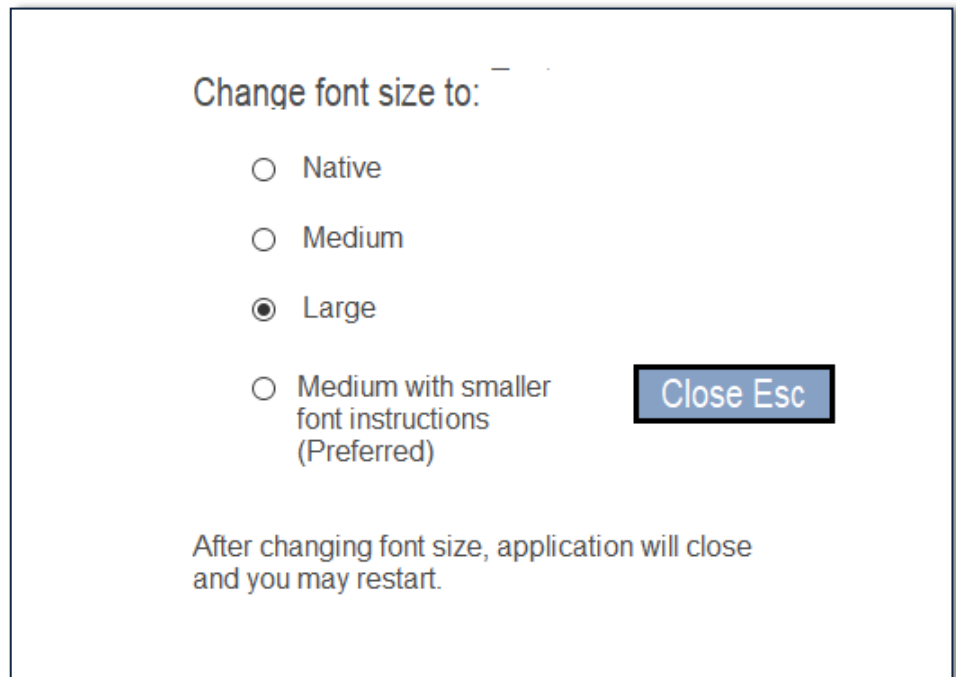 Change font size to:
Native
Medium
Large
Medium with smaller
font instructions
(Preferred)
Close Esc
After changing font size, application will close
and you may restart.